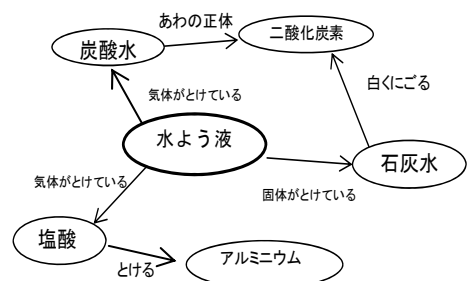 あわの正体
二酸化炭素
炭酸水
白くにごる
気体がとけている
水よう液
石灰水
気体がとけている
固体がとけている
塩酸
アルミニウム
とける